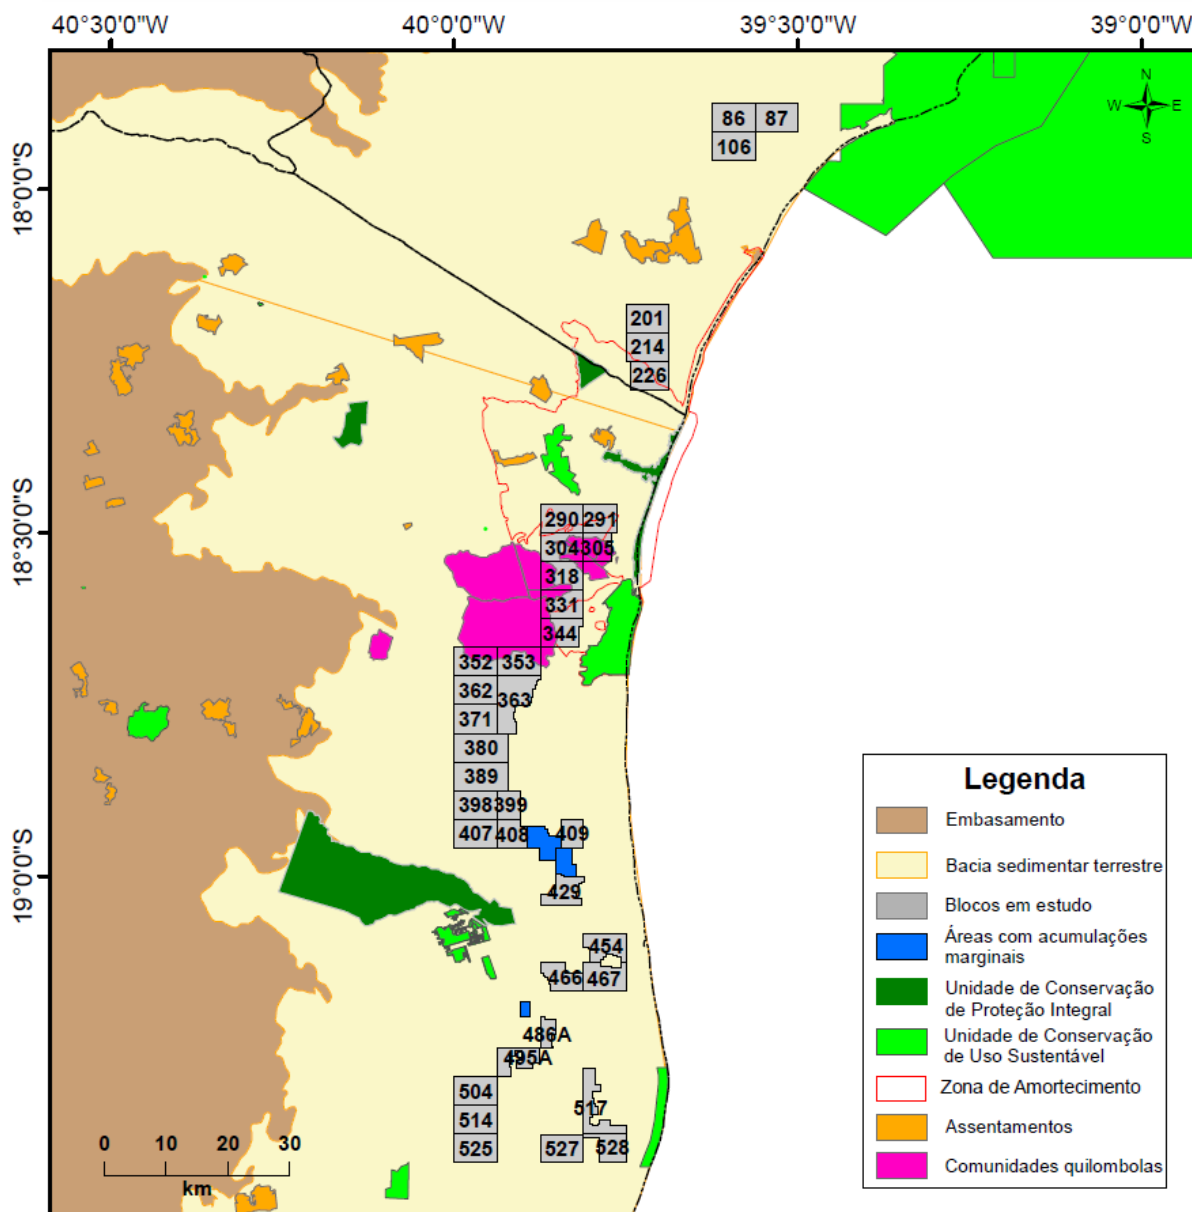 40°30'0"W 40°0'0"W 39°30'0"W 39°0'0"W
N
W E
S
86 87
106
18°0'0"S
201
214
226
290 291
18°30'0"S
304 305
318
331
344
352 353
362 363
371
380
389
398 399
407 408 409
19°0'0"S
429
454
466 467
486A
495A
504
517
514
525 527 528
0 10 20 30
km
Legenda
Embasamento
Bacia sedimentar terrestre
Blocos em estudo
Áreas com acumulações
marginais
Unidade de Conservação
de Proteção Integral
Unidade de Conservação
de Uso Sustentável
Zona de Amortecimento
Assentamentos
Comunidades quilombolas